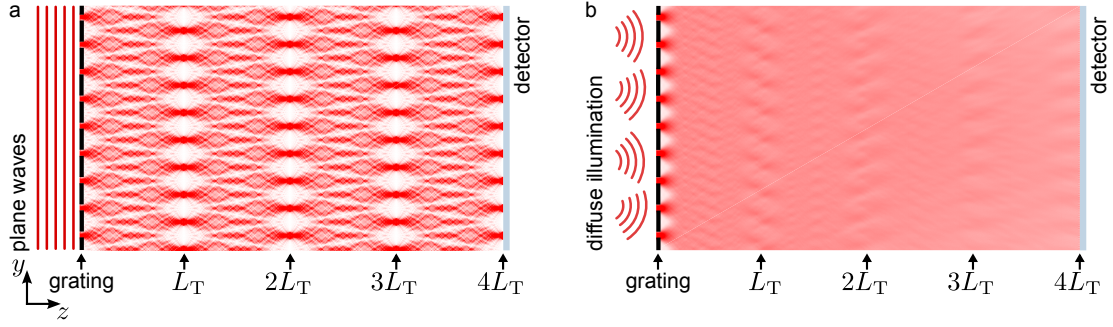 a
plane waves
grating
L_T
2L_T
3L_T
4L_T
detector
y
z
b
diffuse illumination
grating
L_T
2L_T
3L_T
4L_T
detector